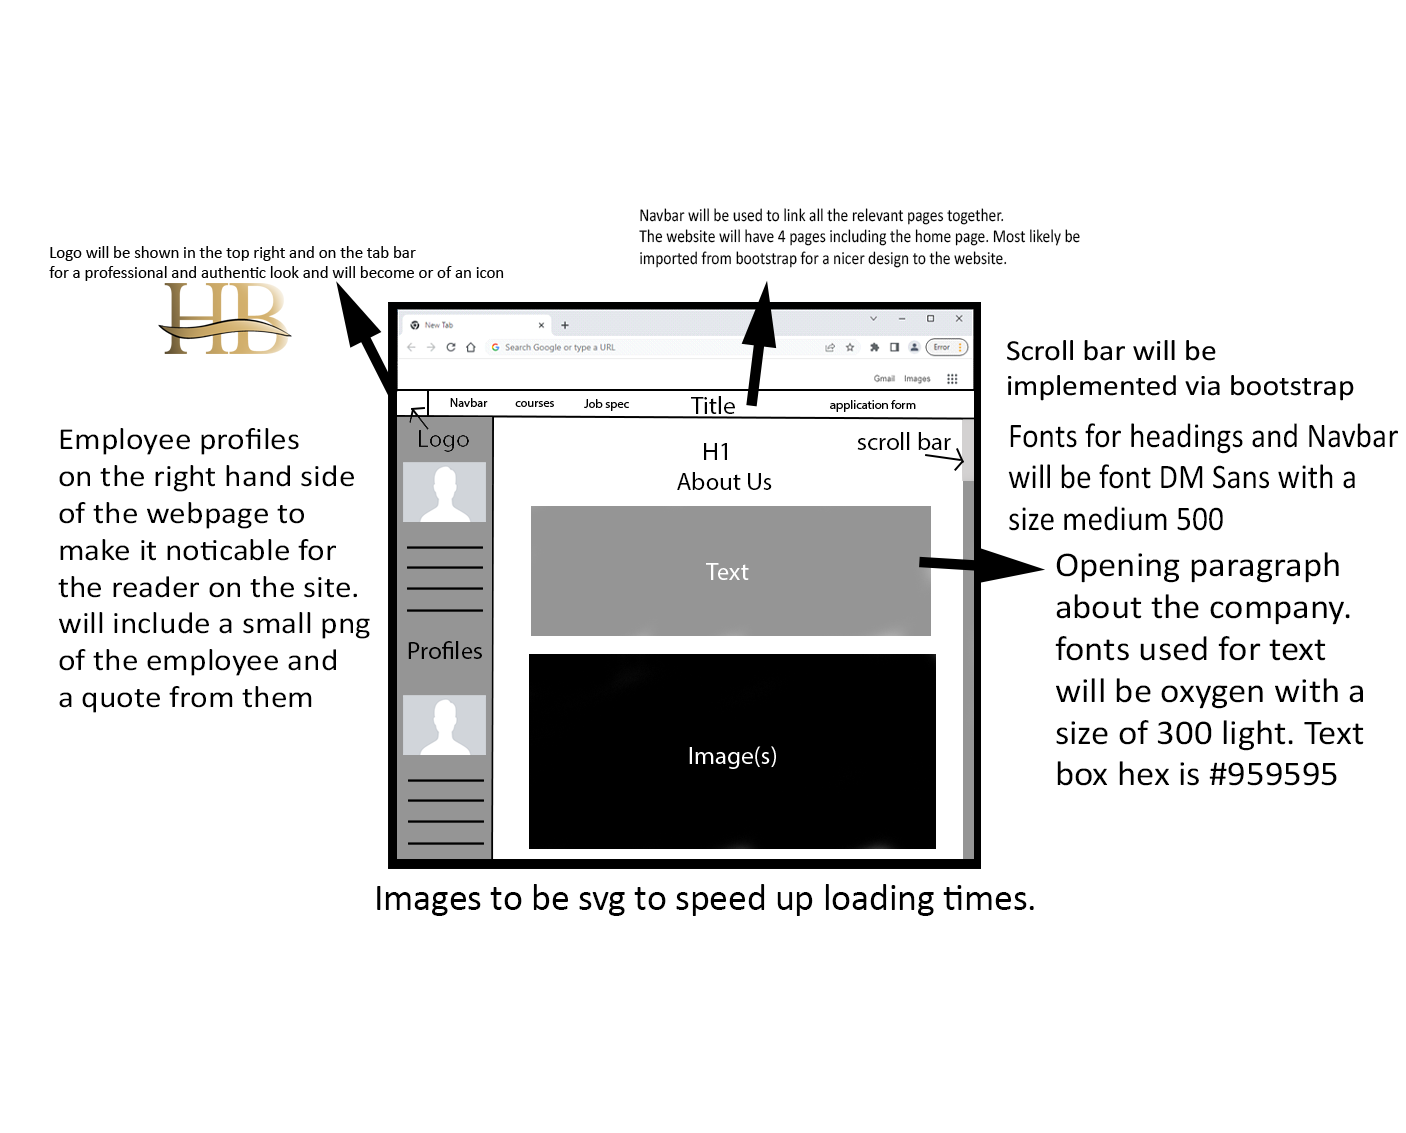 Navbar will be used to link all the relevant pages together.
The website will have 4 pages including the home page. Most likely be
imported from bootstrap for a nicer design to the website.
Logo will be shown in the top right and on the tab bar
for a professional and authentic look and will become or of an icon
HB
New Tab
Search Google or type a URL
Error
Gmail Images
Navbar courses Job spec Title application form
Logo
scroll bar
H1
About Us
Text
Profiles
Image(s)
Employee profiles
on the right hand side
of the webpage to
make it noticable for
the reader on the site.
will include a small png
of the employee and
a quote from them
Scroll bar will be
implemented via bootstrap
Fonts for headings and Navbar
will be font DM Sans with a
size medium 500
Opening paragraph
about the company.
fonts used for text
will be oxygen with a
size of 300 light. Text
box hex is #959595
Images to be svg to speed up loading times.